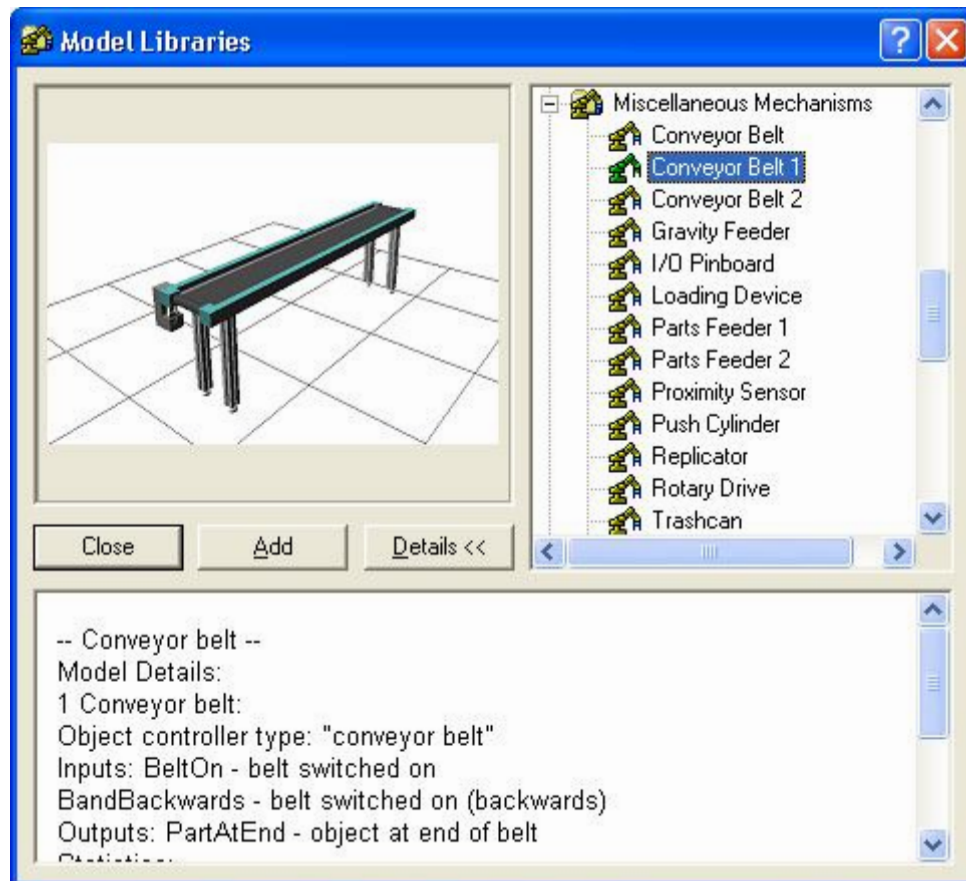 Model Libraries
Miscellaneous Mechanisms
Conveyor Belt
Conveyor Belt 1
Conveyor Belt 2
Gravity Feeder
I/O Pinboard
Loading Device
Parts Feeder 1
Parts Feeder 2
Proximity Sensor
Push Cylinder
Replicator
Rotary Drive
Trashcan
Close
Add
Details <<
-- Conveyor belt --
Model Details:
1 Conveyor belt:
Object controller type: "conveyor belt"
Inputs: BeltOn - belt switched on
BandBackwards - belt switched on (backwards)
Outputs: PartAtEnd - object at end of belt